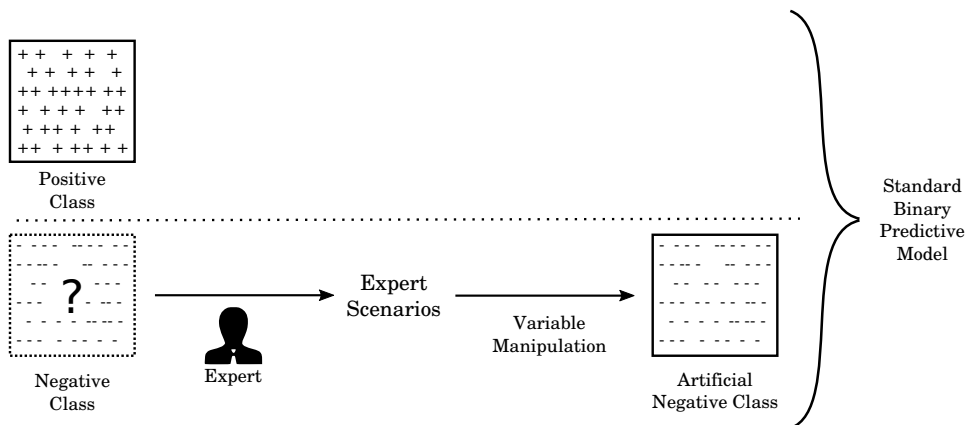 Positive
Class
?
Negative
Class
Expert
Expert
Scenarios
Variable
Manipulation
Artificial
Negative Class
Standard
Binary
Predictive
Model